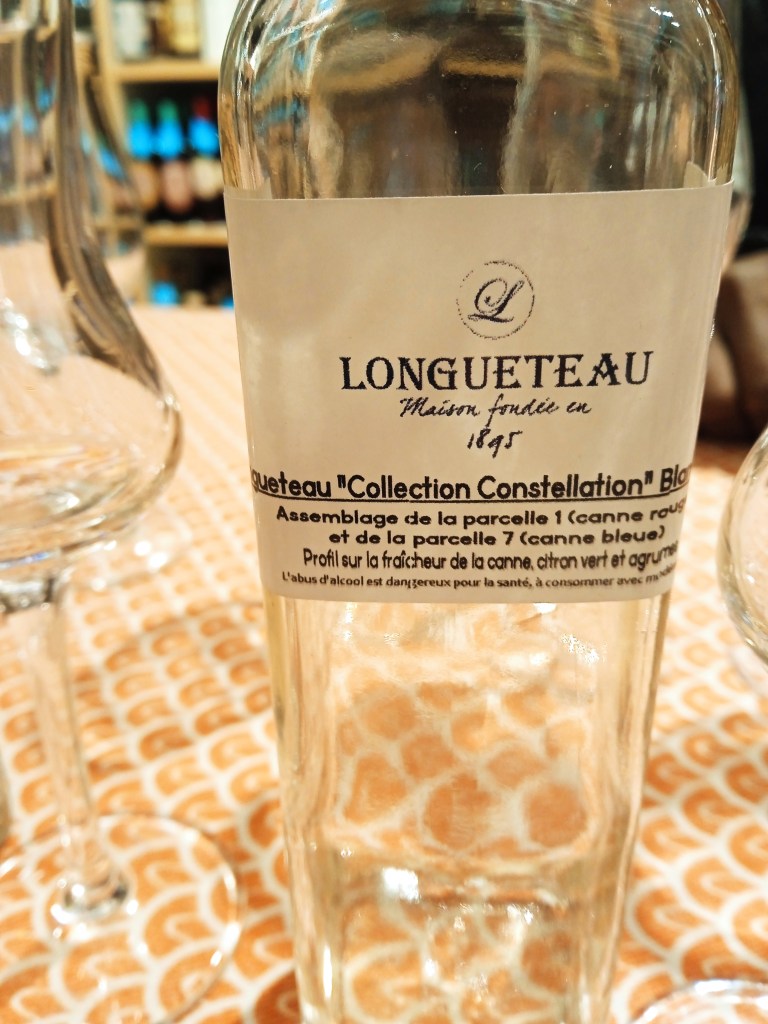 L
LONGUETEAU
Maison fondée en
1895
gueteau "Collection Constellation" Bla
Assemblage de la parcelle 1 (canne roug
et de la parcelle 7 (canne bleue)
Profil sur la fraîcheur de la canne, citron vert et agrume
L'abus d'alcool est dangereux pour la santé, à consommer avec mod